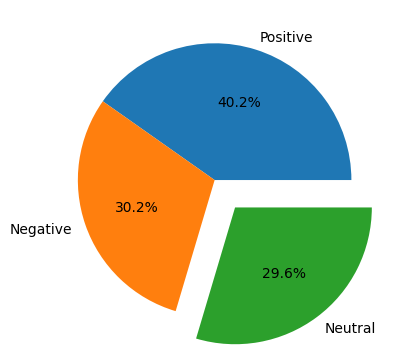 Positive
40.2%
30.2%
Negative
29.6%
Neutral